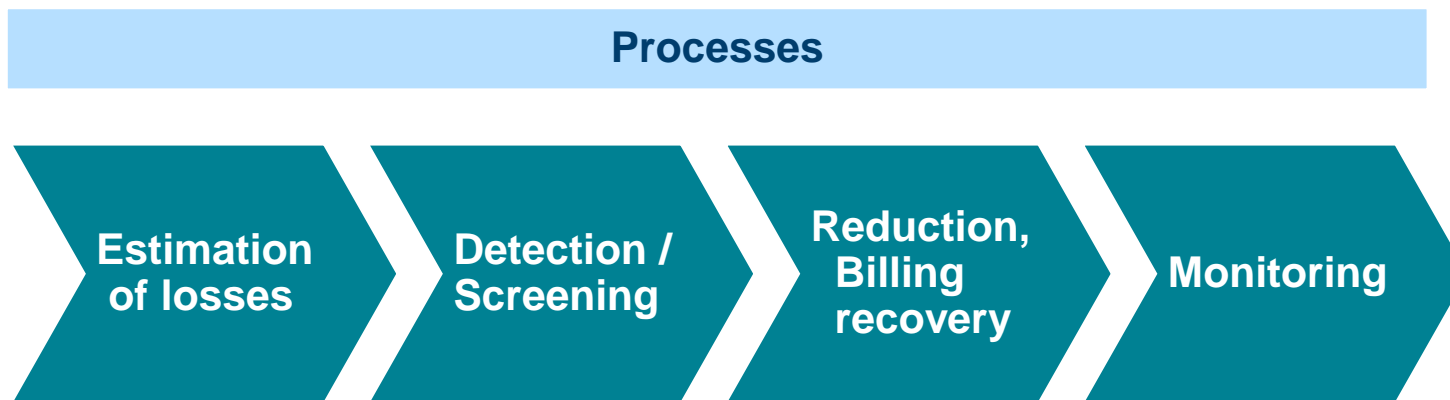 Processes
Estimation
of losses
Detection /
Screening
Reduction,
Billing
recovery
Monitoring